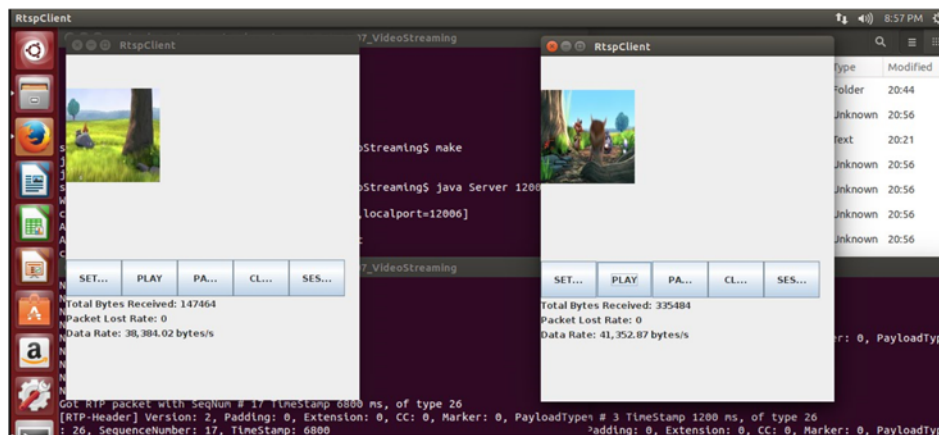 RtspClient
8:57 PM
RtspClient
07_VideoStreaming
RtspClient
Type Modified
Folder 20:44
Unknown 20:56
Text 20:21
Unknown 20:56
Unknown 20:56
Unknown 20:56
Unknown 20:56
oStreaming$ make
oStreaming$ java Server 1200
,localport=12006]
SET... PLAY PA... CL... SES...
Total Bytes Received: 147464
Packet Lost Rate: 0
Data Rate: 38,384.02 bytes/s
07_VideoStreaming
SET... PLAY PA... CL... SES...
Total Bytes Received: 335484
Packet Lost Rate: 0
Data Rate: 41,352.87 bytes/s
er: 0, PayloadTyp
Got RTP packet with SeqNum # 17 TimeStamp 6800 ms, of type 26
[RTP-Header] Version: 2, Padding: 0, Extension: 0, CC: 0, Marker: 0, PayloadType
# 3 TimeStamp 1200 ms, of type 26
: 26, SequenceNumber: 17, TimeStamp: 6800
Padding: 0, Extension: 0, CC: 0, Marker: 0, PayloadTyp